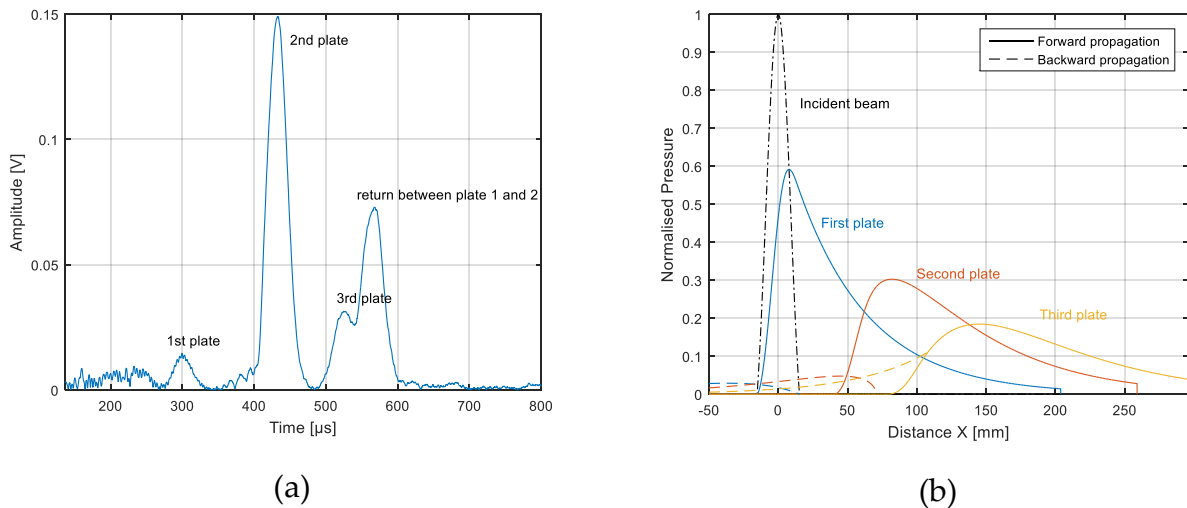 0.15
0.1
0.05
0
200
300
400
500
600
700
800
Amplitude [V]
Time [µs]
2nd plate
return between plate 1 and 2
3rd plate
1st plate
(a)
1
0.9
0.8
0.7
0.6
0.5
0.4
0.3
0.2
0.1
0
-50
0
50
100
150
200
250
Normalised Pressure
Distance X [mm]
Forward propagation
Backward propagation
Incident beam
First plate
Second plate
Third plate
(b)